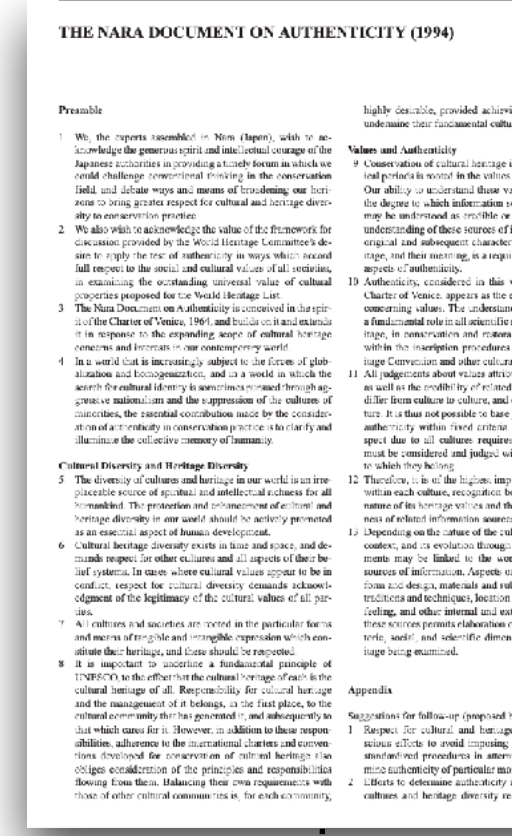 THE NARA DOCUMENT ON AUTHENTICITY (1994)
Preamble
1 We, the experts assembled in Nara (Japan), wish to ac-
knowledge the generous spirit and intellectual courage of the
Japanese authorities in providing a timely forum in which we
could challenge conventional thinking in the conservation
field, and debate ways and means of broadening our hori-
zons to bring greater respect for cultural and heritage diver-
sity to conservation practice.
2 We also wish to acknowledge the value of the framework for
discussion provided by the World Heritage Committee's de-
sire to apply the test of authenticity in ways which accord
full respect to the social and cultural values of all societies,
in examining the outstanding universal value of cultural
properties proposed for the World Heritage List.
3 The Nara Document on Authenticity is conceived in the spir-
it of the Charter of Venice, 1964, and builds on it and extends
it in response to the expanding scope of cultural heritage
concerns and interests in our contemporary world.
4 In a world that is increasingly subject to the forces of glob-
alization and homogenization, and in a world in which the
search for cultural identity is sometimes pursued through ag-
gressive nationalism and the suppression of the cultures of
minorities, the essential contribution made by the consider-
ation of authenticity in conservation practice is to clarify and
illuminate the collective memory of humanity.
Cultural Diversity and Heritage Diversity
5 The diversity of cultures and heritage in our world is an irre-
placeable source of spiritual and intellectual richness for all
humankind. The protection and enhancement of cultural and
heritage diversity in our world should be actively promoted
as an essential aspect of human development.
6 Cultural heritage diversity exists in time and space, and de-
mands respect for other cultures and all aspects of their be-
lief systems. In cases where cultural values appear to be in
conflict, respect for cultural diversity demands acknowl-
edgment of the legitimacy of the cultural values of all par-
ties.
7 All cultures and societies are rooted in the particular forms
and means of tangible and intangible expression which con-
stitute their heritage, and these should be respected.
8 It is important to underline a fundamental principle of
UNESCO, to the effect that the cultural heritage of each is the
cultural heritage of all. Responsibility for cultural heritage
and the management of it belongs, in the first place, to the
cultural community that has generated it, and subsequently to
that which cares for it. However, in addition to these respon-
sibilities, adherence to the international charters and conven-
tions developed for conservation of cultural heritage also
obliges consideration of the principles and responsibilities
flowing from them. Balancing their own requirements with
those of other cultural communities is, for each community,
highly desirable, provided achievi
undermine their fundamental cultu
Values and Authenticity
9 Conservation of cultural heritage i
ical periods is rooted in the values
Our ability to understand these va
the degree to which information s
may be understood as credible or
understanding of these sources of i
original and subsequent character
itage, and their meaning, is a requi
aspects of authenticity.
10 Authenticity, considered in this w
Charter of Venice, appears as the e
concerning values. The understand
a fundamental role in all scientific s
itage, in conservation and restora
within the inscription procedures
itage Convention and other cultura
11 All judgements about values attrib
as well as the credibility of related
differ from culture to culture, and e
ture. It is thus not possible to base j
authenticity within fixed criteria.
spect due to all cultures requires
must be considered and judged wi
to which they belong.
12 Therefore, it is of the highest imp
within each culture, recognition be
nature of its heritage values and th
ness of related information sources
13 Depending on the nature of the cul
context, and its evolution through
ments may be linked to the wor
sources of information. Aspects o
form and design, materials and sub
traditions and techniques, location
feeling, and other internal and ext
these sources permits elaboration o
toric, social, and scientific dimen
itage being examined.
Appendix
Suggestions for follow-up (proposed b
1 Respect for cultural and heritage
scious efforts to avoid imposing
standardized procedures in attem
mine authenticity of particular mo
2 Efforts to determine authenticity i
cultures and heritage diversity re